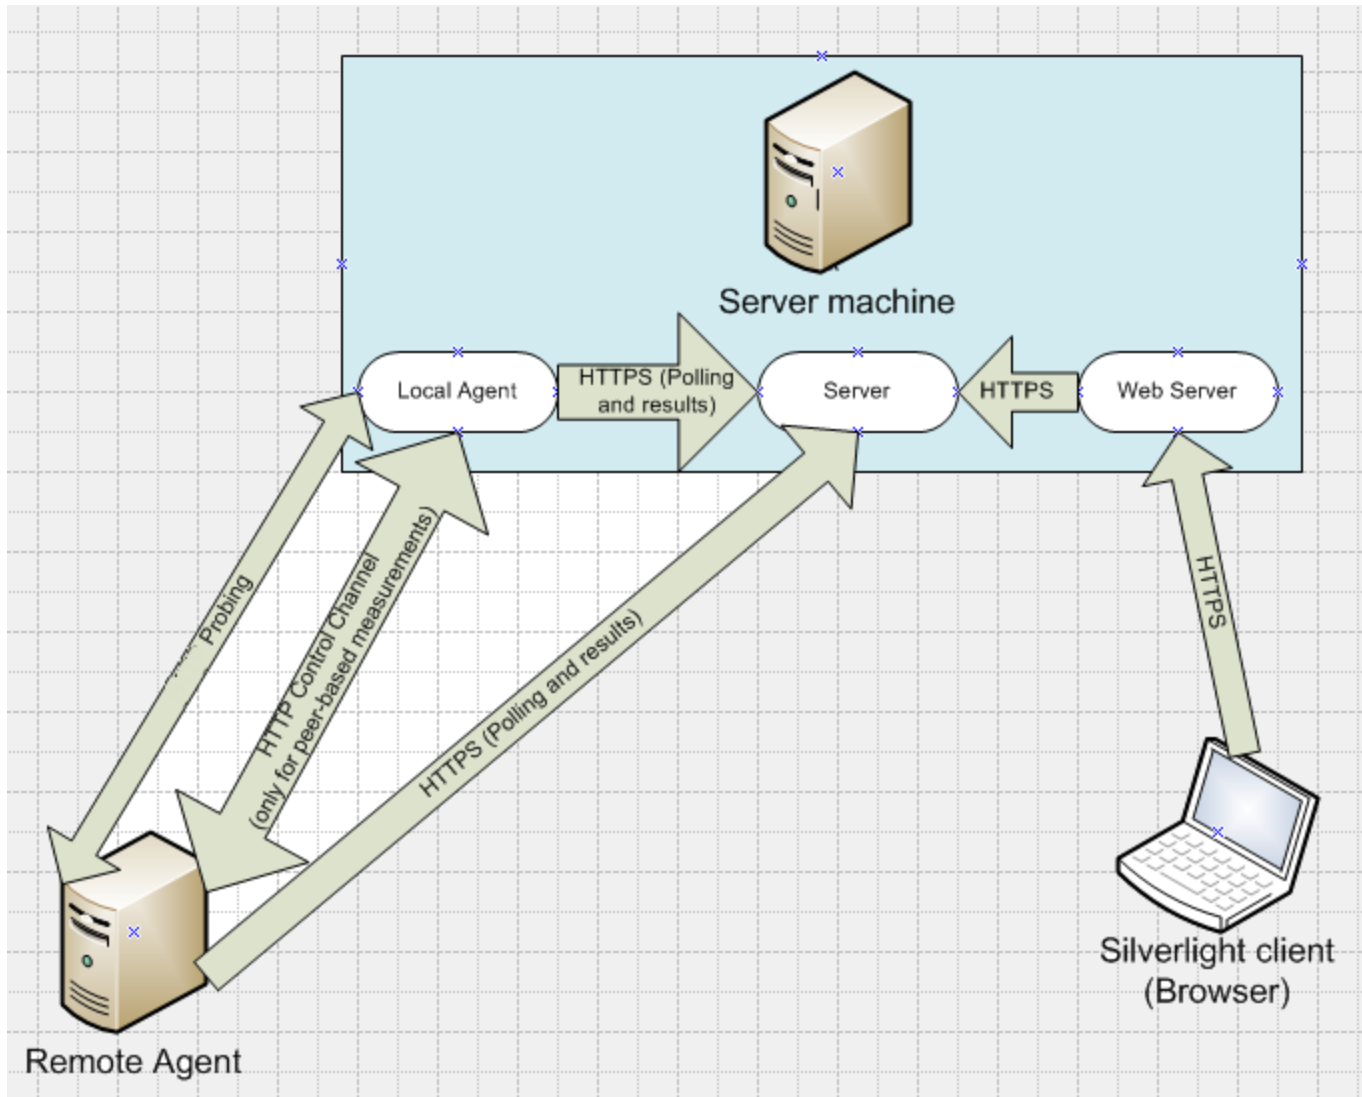 Server machine
Local Agent
HTTPS (Polling
and results)
Server
HTTPS
Web Server
Probing
HTTP Control Channel
(only for peer-based measurements)
HTTPS (Polling and results)
HTTPS
Silverlight client
(Browser)
Remote Agent